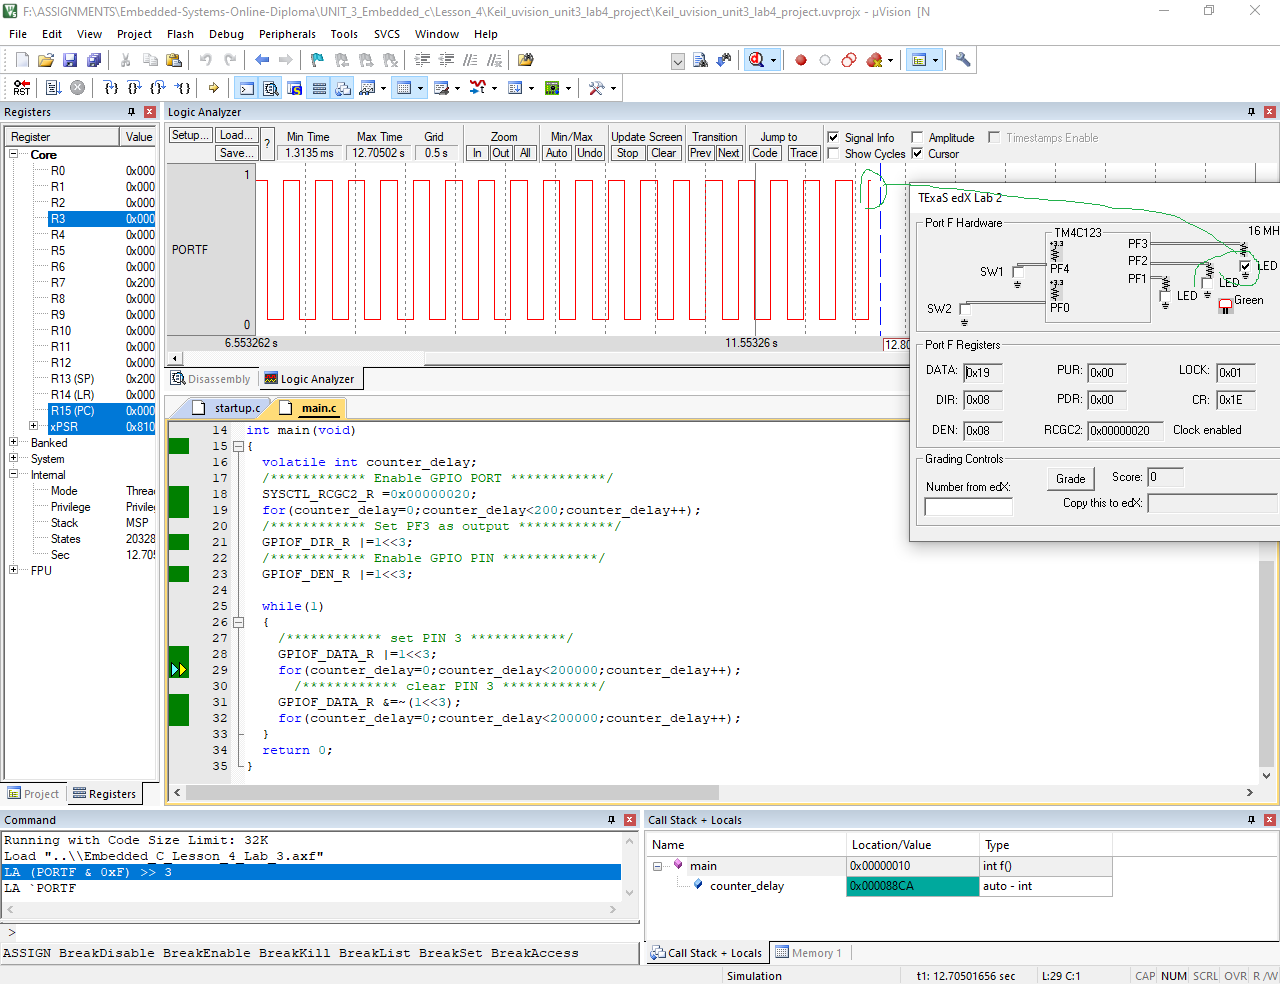 F:\ASSIGNMENTS\Embedded-Systems-Online-Diploma\UNIT_3_Embedded_c\Lesson_4\Keil_uvision_unit3_lab4_project\Keil_uvision_unit3_lab4_project.uvprojx - µVision [N
File Edit View Project Flash Debug Peripherals Tools SVCS Window Help
Registers
Register Value
Core
R0 0x000
R1 0x000
R2 0x000
R3 0x000
R4 0x000
R5 0x000
R6 0x000
R7 0x200
R8 0x000
R9 0x000
R10 0x000
R11 0x000
R12 0x000
R13 (SP) 0x200
R14 (LR) 0x000
R15 (PC) 0x000
xPSR 0x810
Banked
System
Internal
Mode Threa
Privilege Privileg
Stack MSP
States 20328
Sec 12.705
FPU
Project Registers
Logic Analyzer
Setup... Load... ? Min Time Max Time Grid Zoom Min/Max Update Screen Transition Jump to Signal Info Amplitude Timestamps Enable
Save... 1.3135 ms 12.70502 s 0.5 s In Out All Auto Undo Stop Clear Prev Next Code Trace Show Cycles Cursor
1
PORTF
0
6.553262 s 11.55326 s 12.80
Disassembly Logic Analyzer
TExaS edX Lab 2
Port F Hardware
16 MH
TM4C123
+3.3
PF3
PF2
PF1
SW1 PF4
+3.3
SW2 PF0
LED LED LED
Green
Port F Registers
DATA: 0x19 PUR: 0x00 LOCK: 0x01
DIR: 0x08 PDR: 0x00 CR: 0x1E
DEN: 0x08 RCGC2: 0x00000020 Clock enabled
Grading Controls
Number from edX: Grade Score: 0
Copy this to edX:
startup.c main.c
14 int main(void)
15 {
16 volatile int counter_delay;
17 /************ Enable GPIO PORT ************/
18 SYSCTL_RCGC2_R =0x00000020;
19 for(counter_delay=0;counter_delay<200;counter_delay++);
20 /************ Set PF3 as output ************/
21 GPIOF_DIR_R |=1<<3;
22 /************ Enable GPIO PIN ************/
23 GPIOF_DEN_R |=1<<3;
24
25 while(1)
26 {
27 /************ set PIN 3 ************/
28 GPIOF_DATA_R |=1<<3;
29 for(counter_delay=0;counter_delay<200000;counter_delay++);
30 /************ clear PIN 3 ************/
31 GPIOF_DATA_R &=~(1<<3);
32 for(counter_delay=0;counter_delay<200000;counter_delay++);
33 }
34 return 0;
35 }
Command
Running with Code Size Limit: 32K
Load "..\\Embedded_C_Lesson_4_Lab_3.axf"
LA (PORTF & 0xF) >> 3
LA `PORTF
>
ASSIGN BreakDisable BreakEnable BreakKill BreakList BreakSet BreakAccess
Call Stack + Locals
Name Location/Value Type
main 0x00000010 int f()
counter_delay 0x000088CA auto - int
Call Stack + Locals Memory 1
Simulation t1: 12.70501656 sec L:29 C:1 CAP NUM SCRL OVR R/W